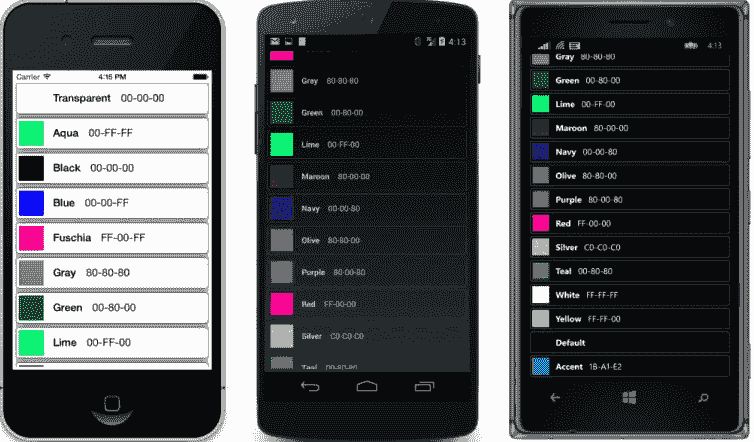 Carrier 4:15 PM
Transparent 00-00-00
Aqua 00-FF-FF
Black 00-00-00
Blue 00-00-FF
Fuschia FF-00-FF
Gray 80-80-80
Green 00-80-00
Lime 00-FF-00
4:13
Gray 80-80-80
Green 00-80-00
Lime 00-FF-00
Maroon 80-00-00
Navy 00-00-80
Olive 80-80-00
Purple 80-00-80
Red FF-00-00
Silver C0-C0-C0
Teal 00-80-80
4:13
Gray 80-80-80
Green 00-80-00
Lime 00-FF-00
Maroon 80-00-00
Navy 00-00-80
Olive 80-80-00
Purple 80-00-80
Red FF-00-00
Silver C0-C0-C0
Teal 00-80-80
White FF-FF-FF
Yellow FF-FF-00
Default
Accent 1B-A1-E2